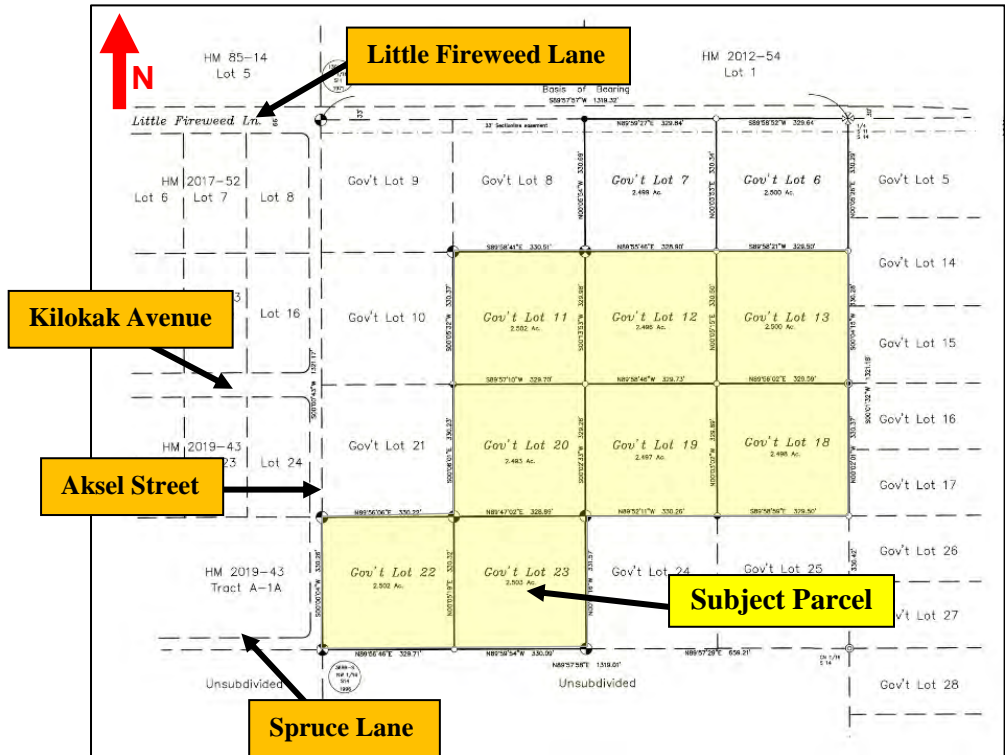 N
HM 85-14
Lot 5
Little Fireweed Lane
HM 2012-54
Lot 1
Basis of Bearing
S89°57'57"W 1319.32'
Little Fireweed Ln.
66'
33'
33' Sectionline easement
N89°59'27"E 329.84'
S89°58'52"W 329.64'
HM 2017-52
Lot 6
Lot 7
Lot 8
Gov't Lot 9
Gov't Lot 8
Gov't Lot 7
2.499 Ac.
Gov't Lot 6
2.500 Ac.
Gov't Lot 5
S89°58'41"E 330.51'
N89°55'46"E 328.90'
S89°58'21"W 329.50'
Gov't Lot 14
Kilokak Avenue
Lot 16
Gov't Lot 10
Gov't Lot 11
2.502 Ac.
Gov't Lot 12
2.496 Ac.
Gov't Lot 13
2.500 Ac.
Gov't Lot 15
S89°57'10"W 329.70'
N89°58'46"W 329.73'
Gov't Lot 16
HM 2019-43
23
Lot 24
Gov't Lot 21
Gov't Lot 20
2.493 Ac.
Gov't Lot 19
2.497 Ac.
Gov't Lot 18
2.498 Ac.
Gov't Lot 17
Aksel Street
N89°56'06"E 330.23'
N89°47'02"E 328.89'
N89°52'11"W 330.26'
S89°58'59"E 329.50'
HM 2019-43
Tract A-1A
Gov't Lot 22
2.502 Ac.
Gov't Lot 23
2.503 Ac.
Gov't Lot 24
Gov't Lot 25
Gov't Lot 26
Subject Parcel
Gov't Lot 27
N89°56'46"E 329.71'
N89°59'54"W 330.09'
N89°57'58"E 1319.01'
N89°57'29"E 659.21'
Unsubdivided
Unsubdivided
Gov't Lot 28
Spruce Lane